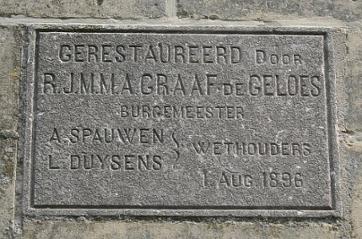 GERESTAUREERD DOOR
R.J.M.M.A. GRAAF DE GELOES
BURGEMEESTER
A. SPAUWEN
L. DUYSENS } WETHOUDERS
1 AUG. 1896